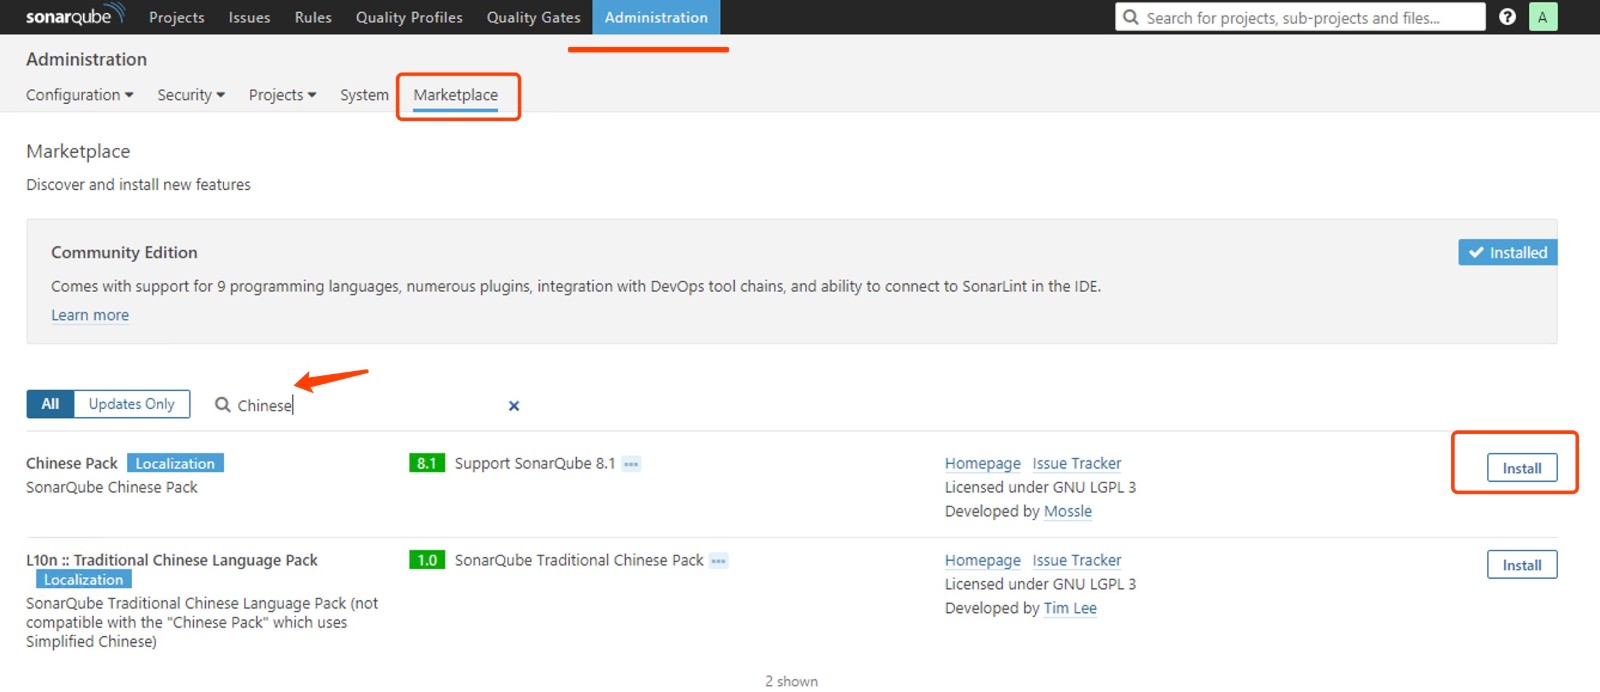 sonarqube Projects Issues Rules Quality Profiles Quality Gates Administration Search for projects, sub-projects and files... ? A
Administration
Configuration Security Projects System Marketplace
Marketplace
Discover and install new features
Community Edition Installed
Comes with support for 9 programming languages, numerous plugins, integration with DevOps tool chains, and ability to connect to SonarLint in the IDE.
Learn more
All Updates Only Chinese
Chinese Pack Localization 8.1 Support SonarQube 8.1 ... Homepage Issue Tracker Install
SonarQube Chinese Pack Licensed under GNU LGPL 3
Developed by Mossle
L10n :: Traditional Chinese Language Pack 1.0 SonarQube Traditional Chinese Pack ... Homepage Issue Tracker Install
Localization Licensed under GNU LGPL 3
SonarQube Traditional Chinese Language Pack (not Developed by Tim Lee
compatible with the "Chinese Pack" which uses
Simplified Chinese)
2 shown